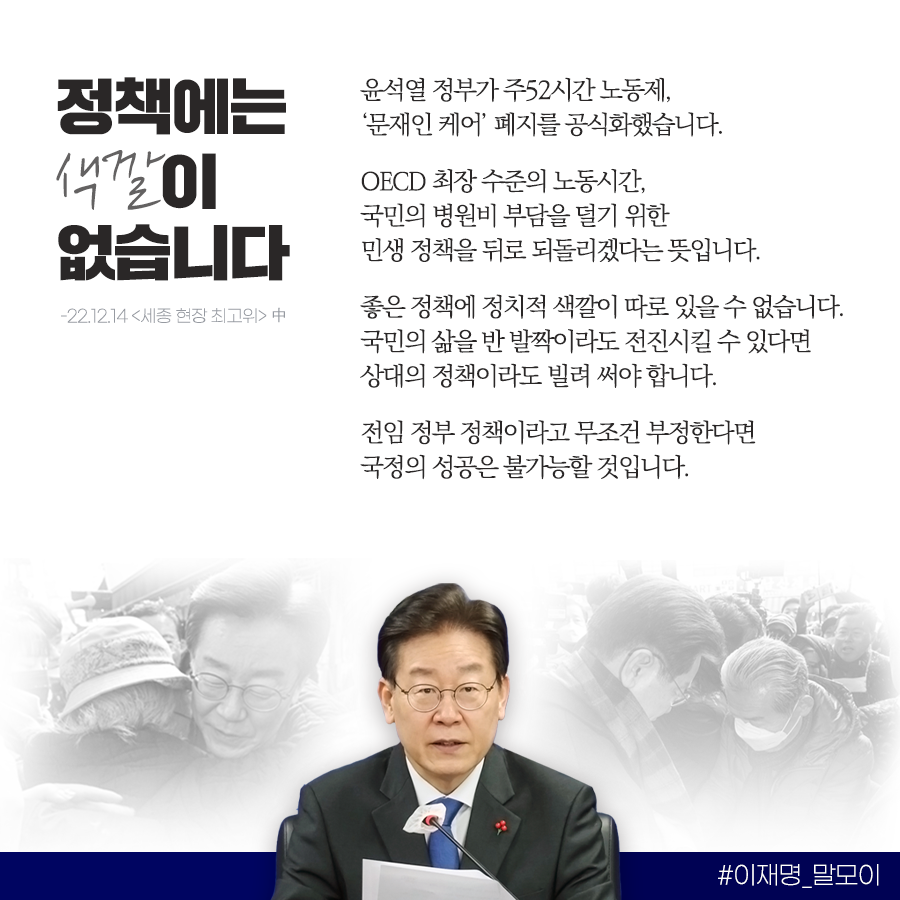 정책에는
색깔이
없습니다
-22.12.14 <세종 현장 최고위> 中
윤석열 정부가 주52시간 노동제,
‘문재인 케어’ 폐지를 공식화했습니다.
OECD 최장 수준의 노동시간,
국민의 병원비 부담을 덜기 위한
민생 정책을 뒤로 되돌리겠다는 뜻입니다.
좋은 정책에 정치적 색깔이 따로 있을 수 없습니다.
국민의 삶을 반 발짝이라도 전진시킬 수 있다면
상대의 정책이라도 빌려 써야 합니다.
전임 정부 정책이라고 무조건 부정한다면
국정의 성공은 불가능할 것입니다.
#이재명_말모이